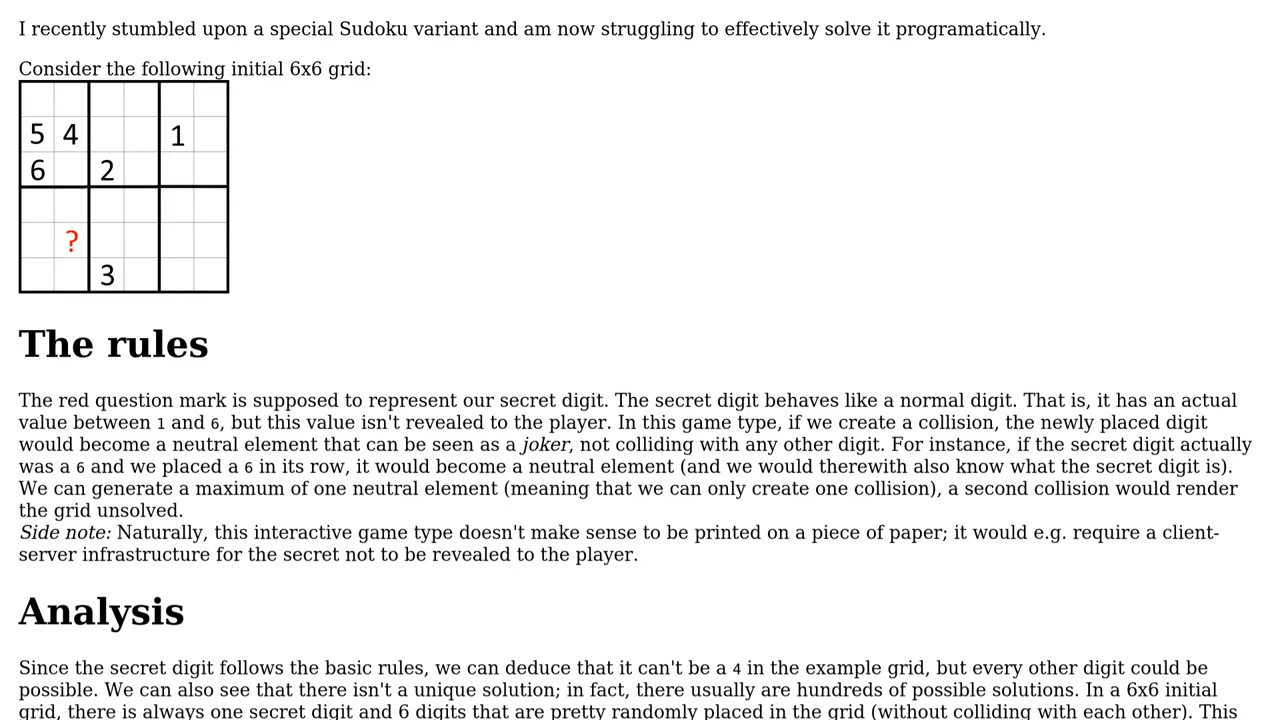 I recently stumbled upon a special Sudoku variant and am now struggling to effectively solve it programatically.
Consider the following initial 6x6 grid:
5 4 1
6 2
?
3
The rules
The red question mark is supposed to represent our secret digit. The secret digit behaves like a normal digit. That is, it has an actual
value between 1 and 6, but this value isn't revealed to the player. In this game type, if we create a collision, the newly placed digit
would become a neutral element that can be seen as a joker, not colliding with any other digit. For instance, if the secret digit actually
was a 6 and we placed a 6 in its row, it would become a neutral element (and we would therewith also know what the secret digit is).
We can generate a maximum of one neutral element (meaning that we can only create one collision), a second collision would render
the grid unsolved.
Side note: Naturally, this interactive game type doesn't make sense to be printed on a piece of paper; it would e.g. require a client-
server infrastructure for the secret not to be revealed to the player.
Analysis
Since the secret digit follows the basic rules, we can deduce that it can't be a 4 in the example grid, but every other digit could be
possible. We can also see that there isn't a unique solution; in fact, there usually are hundreds of possible solutions. In a 6x6 initial
grid, there is always one secret digit and 6 digits that are pretty randomly placed in the grid (without colliding with each other). This